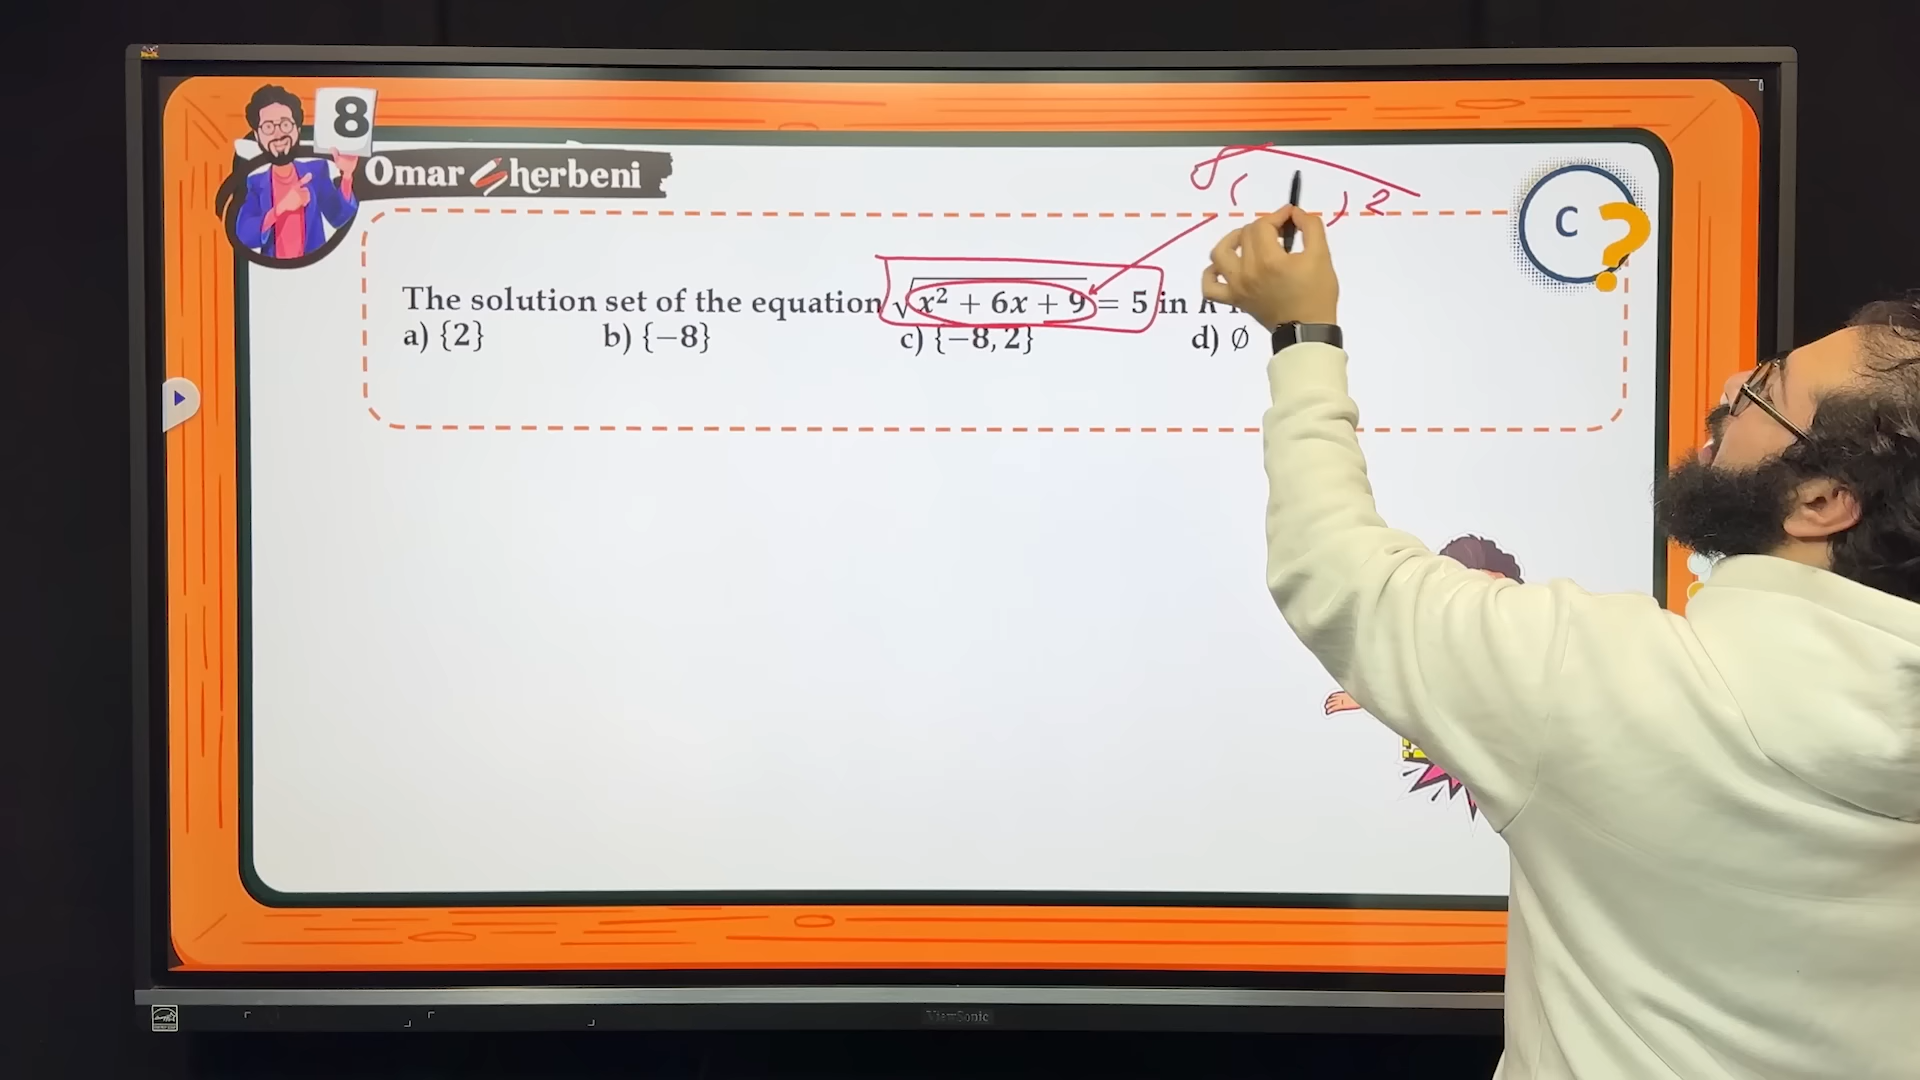 8
Omar Sherbeni
( )2
C ?
The solution set of the equation √x² + 6x + 9 = 5 in
a) {2} b) {−8} c) {−8, 2} d) ∅
ViewSonic